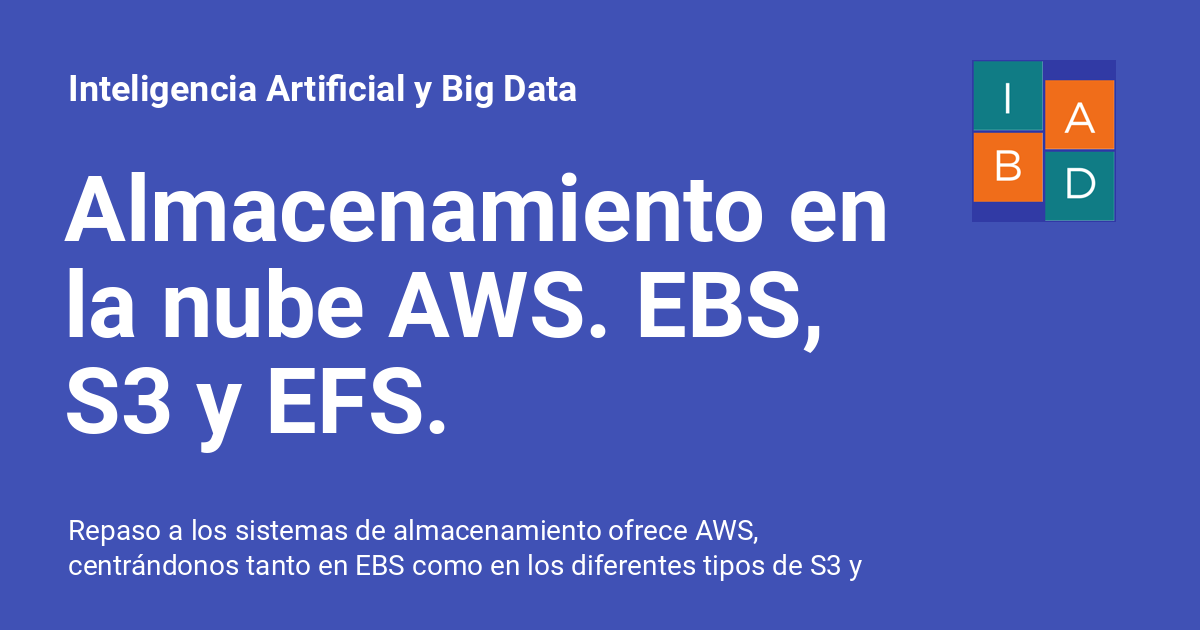 Inteligencia Artificial y Big Data
I
A
B
D
Almacenamiento en
la nube AWS. EBS,
S3 y EFS.
Repaso a los sistemas de almacenamiento ofrece AWS,
centrándonos tanto en EBS como en los diferentes tipos de S3 y